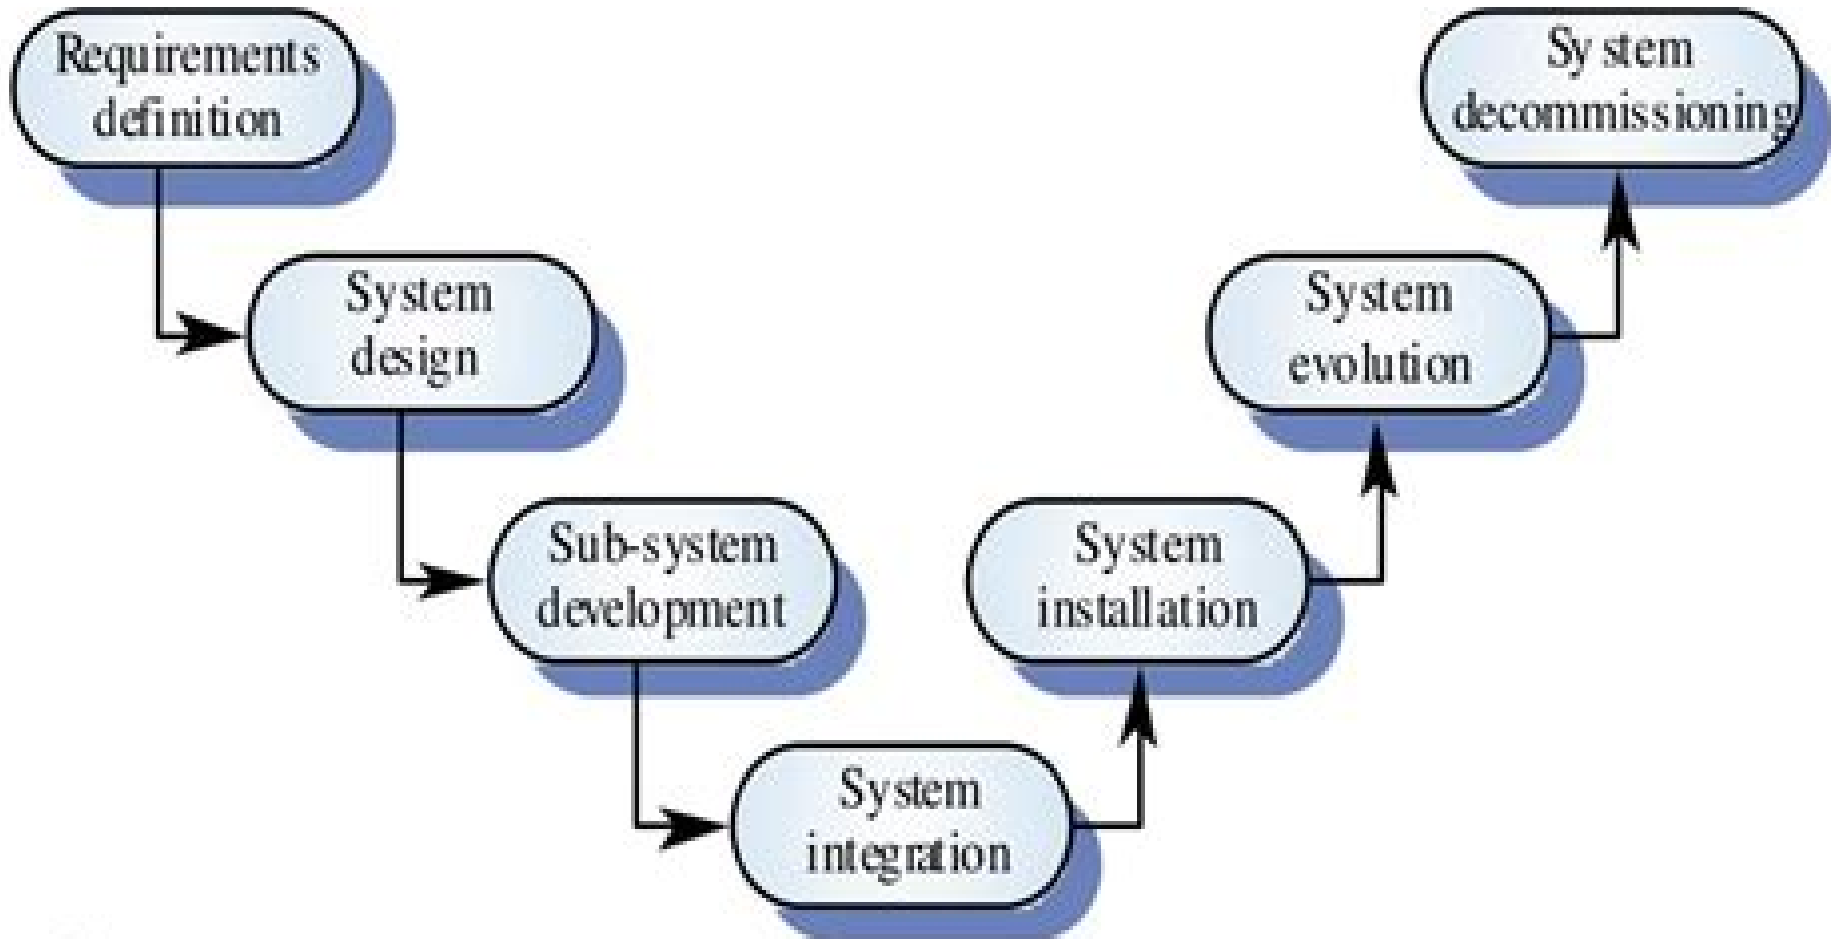 Requirements
definition
System
design
Sub-system
development
System
integration
System
installation
System
evolution
System
decommissioning